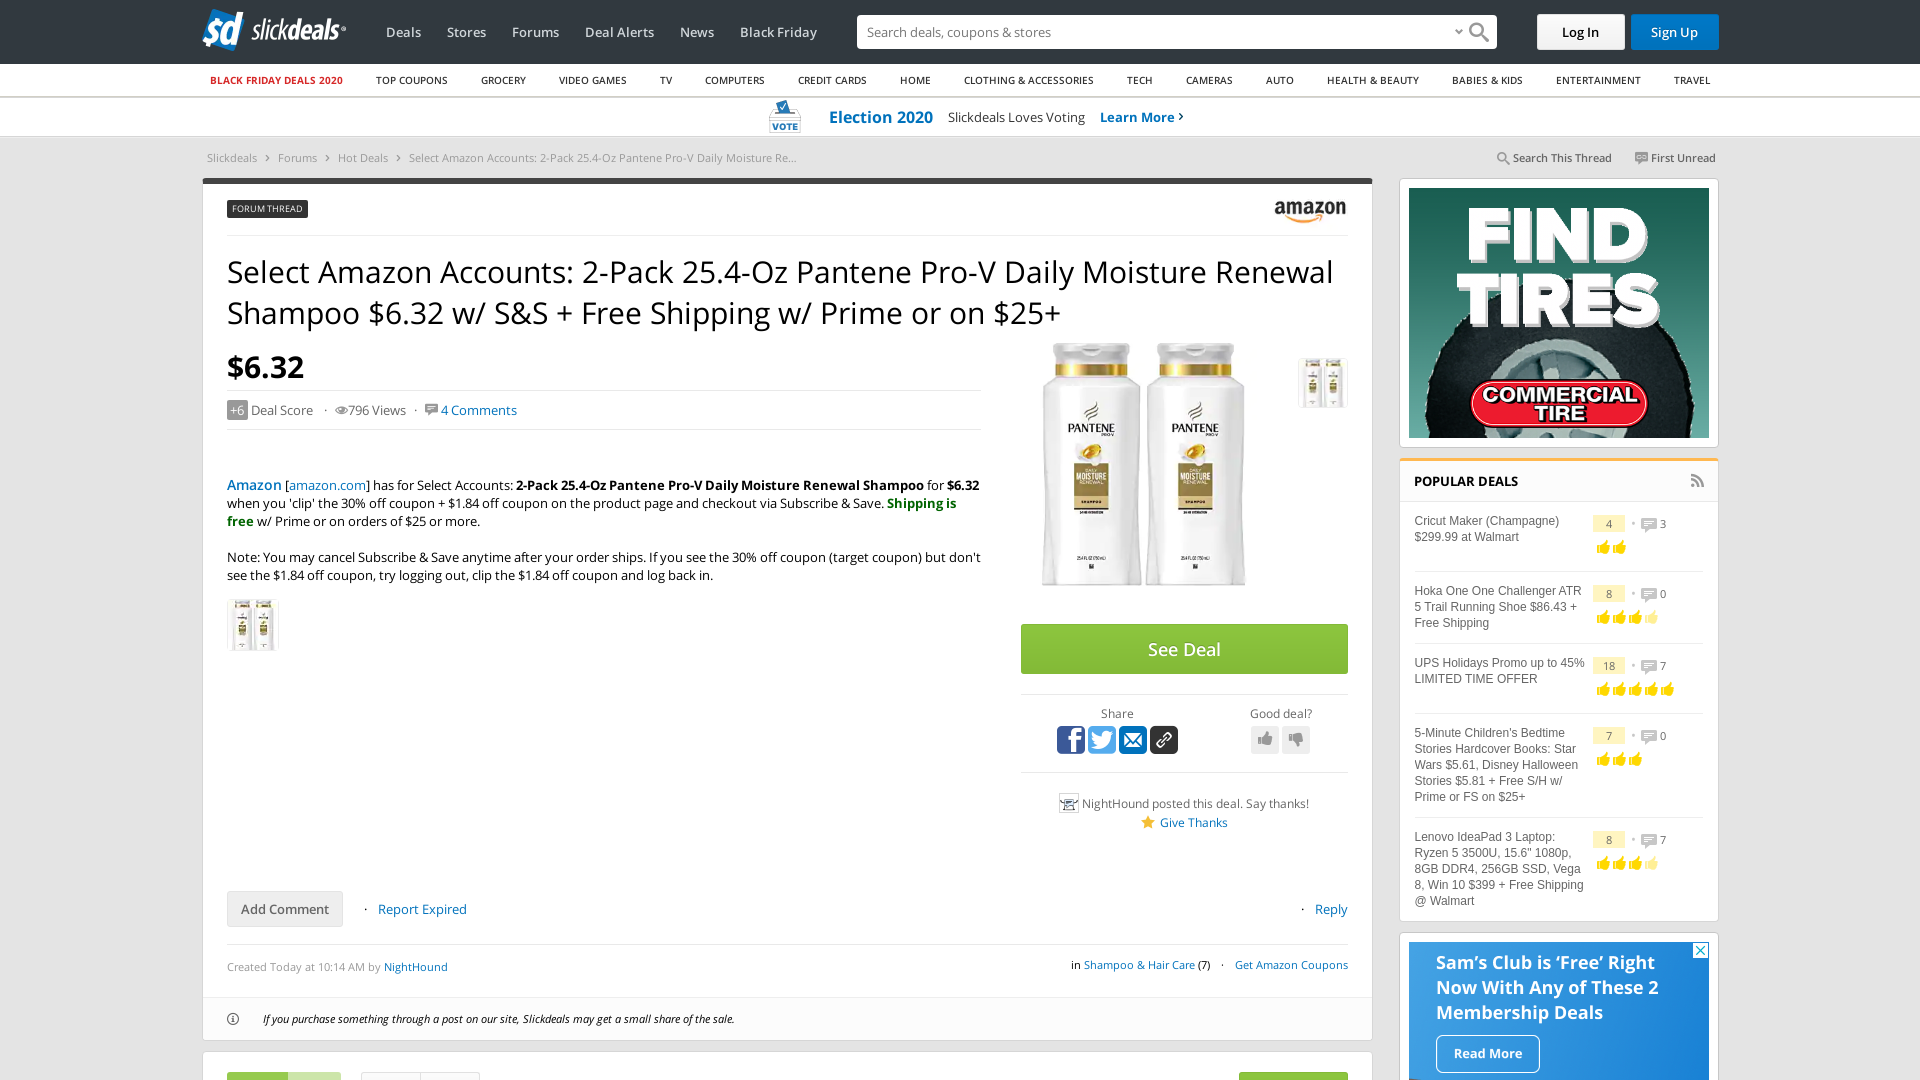 sd slickdeals
Deals
Stores
Forums
Deal Alerts
News
Black Friday
Search deals, coupons & stores
Log In
Sign Up
BLACK FRIDAY DEALS 2020
TOP COUPONS
GROCERY
VIDEO GAMES
TV
COMPUTERS
CREDIT CARDS
HOME
CLOTHING & ACCESSORIES
TECH
CAMERAS
AUTO
HEALTH & BEAUTY
BABIES & KIDS
ENTERTAINMENT
TRAVEL
VOTE
Election 2020
Slickdeals Loves Voting
Learn More
Slickdeals
Forums
Hot Deals
Select Amazon Accounts: 2-Pack 25.4-Oz Pantene Pro-V Daily Moisture Re...
Search This Thread
First Unread
FORUM THREAD
amazon
Select Amazon Accounts: 2-Pack 25.4-Oz Pantene Pro-V Daily Moisture Renewal
Shampoo $6.32 w/ S&S + Free Shipping w/ Prime or on $25+
$6.32
+6 Deal Score · 796 Views · 4 Comments
Amazon [amazon.com] has for Select Accounts: 2-Pack 25.4-Oz Pantene Pro-V Daily Moisture Renewal Shampoo for $6.32
when you 'clip' the 30% off coupon + $1.84 off coupon on the product page and checkout via Subscribe & Save. Shipping is
free w/ Prime or on orders of $25 or more.
Note: You may cancel Subscribe & Save anytime after your order ships. If you see the 30% off coupon (target coupon) but don't
see the $1.84 off coupon, try logging out, clip the $1.84 off coupon and log back in.
PANTENE
PRO-V
DAILY
MOISTURE
RENEWAL
SHAMPOO
PANTENE
PRO-V
DAILY
MOISTURE
RENEWAL
SHAMPOO
See Deal
Share
Good deal?
NightHound posted this deal. Say thanks!
Give Thanks
Add Comment
· Report Expired
· Reply
Created Today at 10:14 AM by NightHound
in Shampoo & Hair Care (7) · Get Amazon Coupons
If you purchase something through a post on our site, Slickdeals may get a small share of the sale.
FIND
TIRES
COMMERCIAL
TIRE
POPULAR DEALS
Cricut Maker (Champagne)
$299.99 at Walmart
4 · 3
Hoka One One Challenger ATR
5 Trail Running Shoe $86.43 +
Free Shipping
8 · 0
UPS Holidays Promo up to 45%
LIMITED TIME OFFER
18 · 7
5-Minute Children's Bedtime
Stories Hardcover Books: Star
Wars $5.61, Disney Halloween
Stories $5.81 + Free S/H w/
Prime or FS on $25+
7 · 0
Lenovo IdeaPad 3 Laptop:
Ryzen 5 3500U, 15.6" 1080p,
8GB DDR4, 256GB SSD, Vega
8, Win 10 $399 + Free Shipping
@ Walmart
8 · 7
Sam's Club is ‘Free’ Right
Now With Any of These 2
Membership Deals
Read More